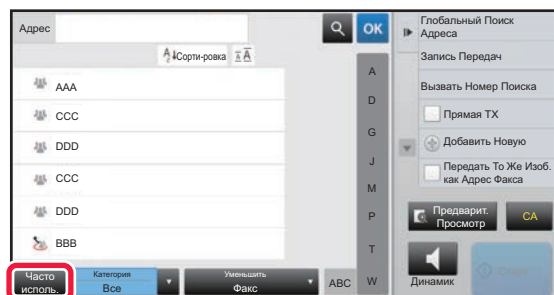 Адрес
OK
Сорти-ровка
AAA
CCC
DDD
CCC
DDD
BBB
A
D
G
J
M
P
T
W
Часто
исполь.
Категория
Все
Уменьшить
Факс
ABC
Глобальный Поиск
Адреса
Запись Передач
Вызвать Номер Поиска
Прямая TX
Добавить Новую
Передать То Же Изоб.
как Адрес Факса
Предварит.
Просмотр
CA
Динамик
Старт